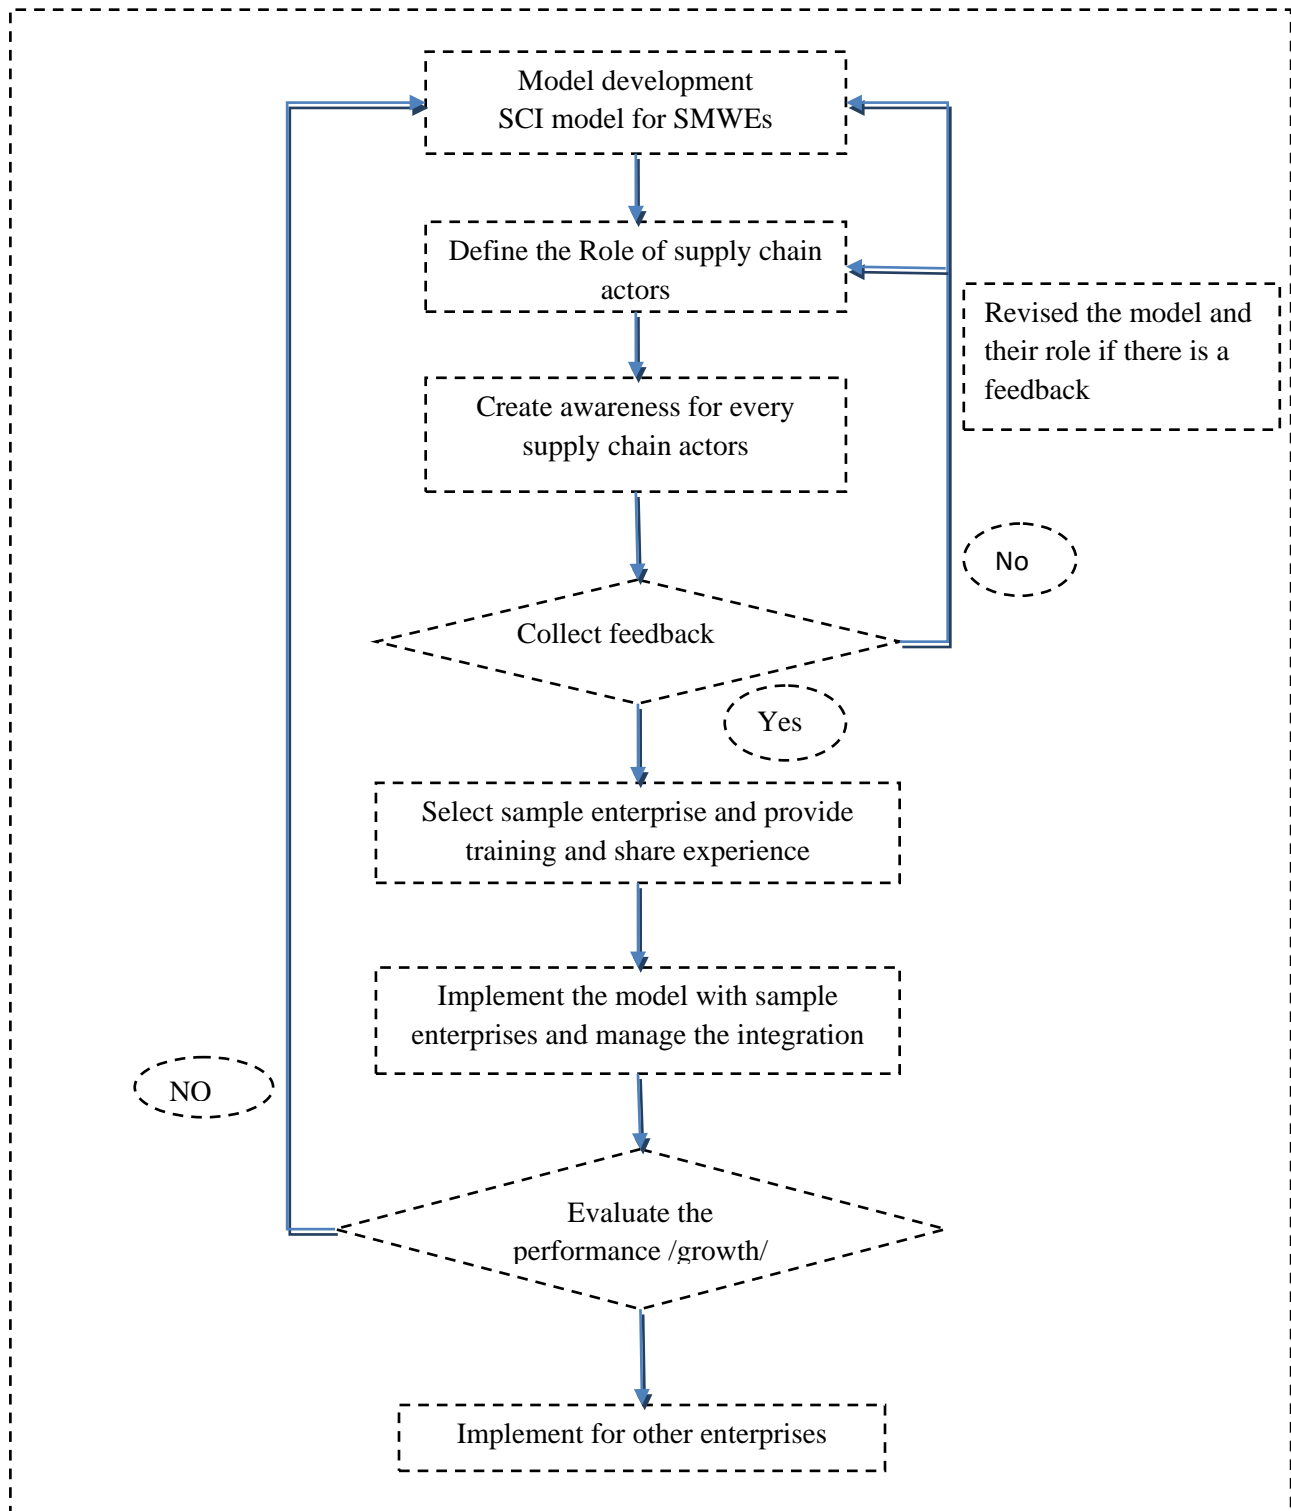 Model development
SCI model for SMWEs
Define the Role of supply chain
actors
Revised the model and
their role if there is a
feedback
Create awareness for every
supply chain actors
No
Collect feedback
Yes
Select sample enterprise and provide
training and share experience
Implement the model with sample
enterprises and manage the integration
NO
Evaluate the
performance /growth/
Implement for other enterprises